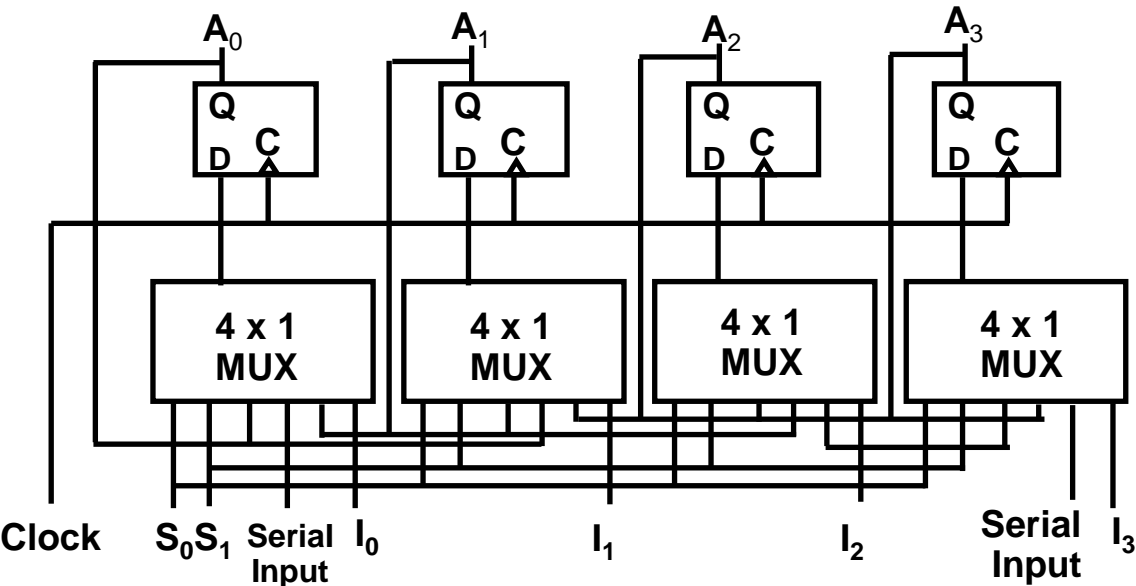 A₀ A₁ A₂ A₃
Q Q Q Q
D C D C D C D C
4 x 1 4 x 1 4 x 1 4 x 1
MUX MUX MUX MUX
Clock S₀S₁ Serial I₀ I₁ I₂ Serial I₃
Input Input